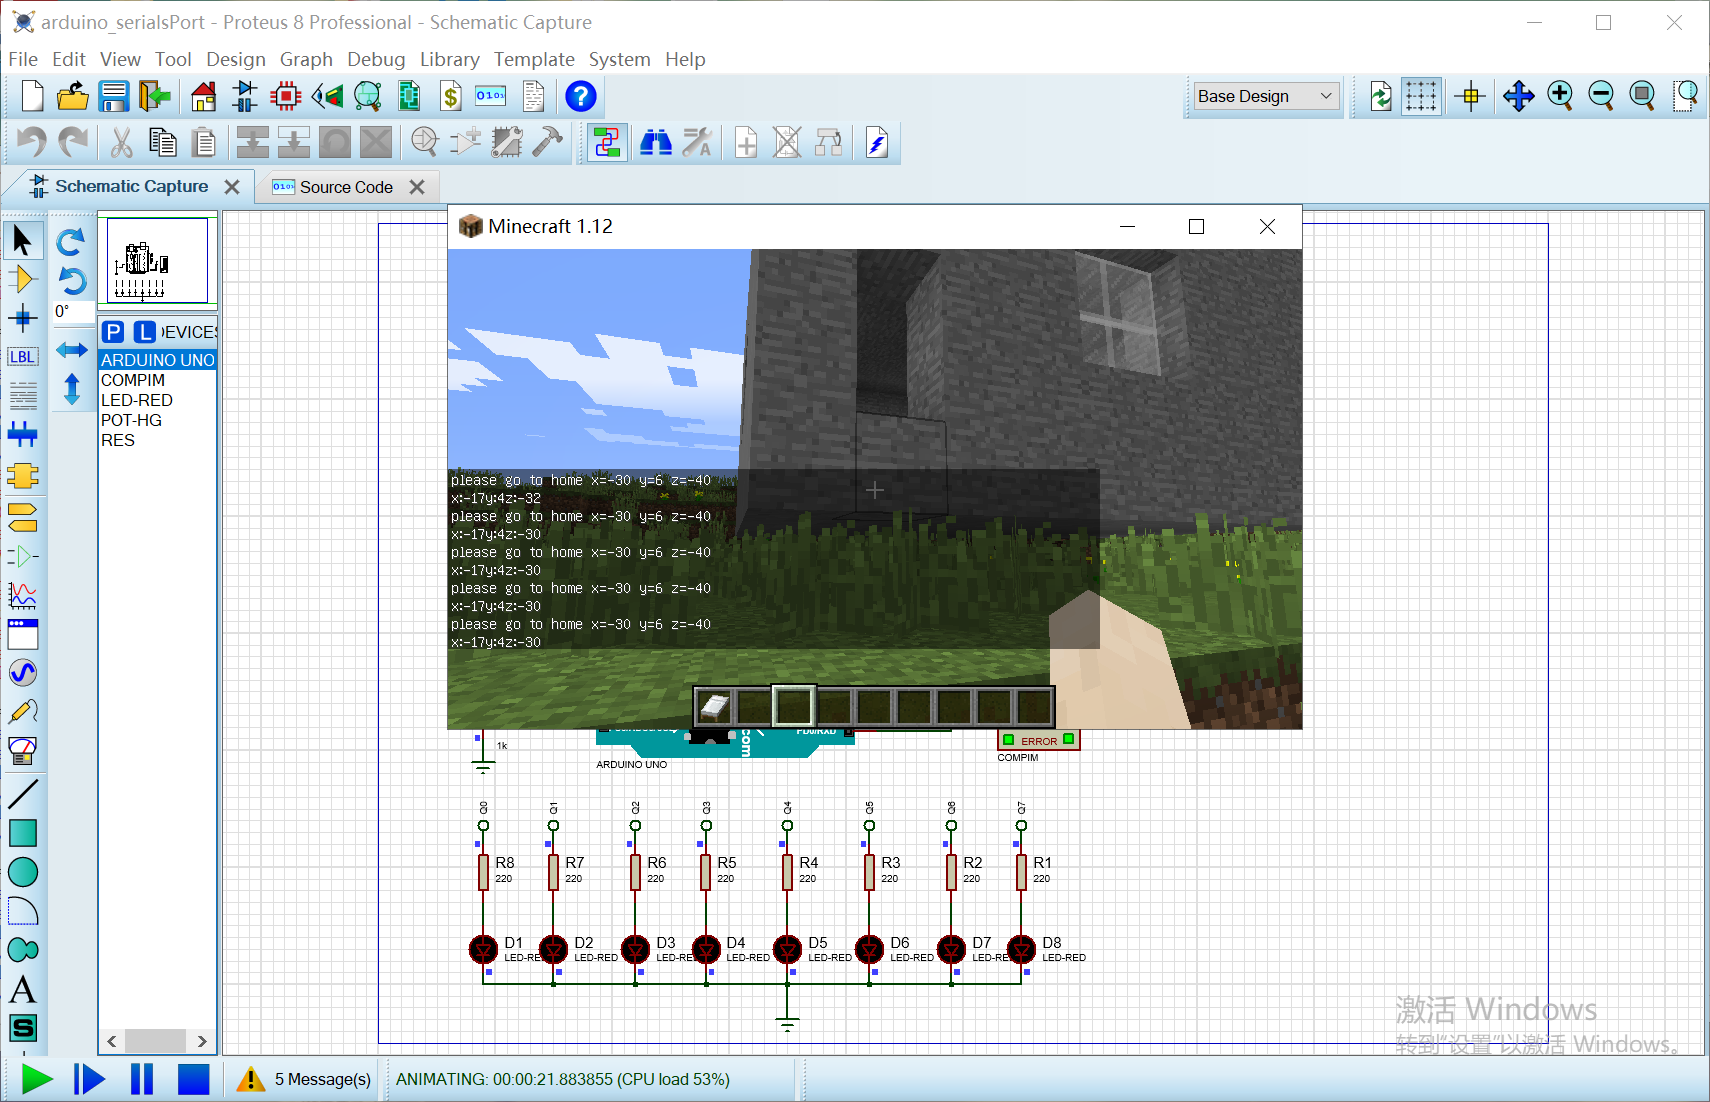 arduino_serialsPort - Proteus 8 Professional - Schematic Capture
File Edit View Tool Design Graph Debug Library Template System Help
Base Design
Schematic Capture
Source Code
Minecraft 1.12
0°
P L DEVICES
LBL
ARDUINO UNO
COMPIM
LED-RED
POT-HG
RES
please go to home x=-30 y=6 z=-40
x:-17y:4z:-32
please go to home x=-30 y=6 z=-40
x:-17y:4z:-30
please go to home x=-30 y=6 z=-40
x:-17y:4z:-30
please go to home x=-30 y=6 z=-40
x:-17y:4z:-30
please go to home x=-30 y=6 z=-40
x:-17y:4z:-30
1k
com
PD0/RXD
ERROR
ARDUINO UNO
COMPIM
Q0 Q1 Q2 Q3 Q4 Q5 Q6 Q7
R8 R7 R6 R5 R4 R3 R2 R1
220 220 220 220 220 220 220 220
D1 D2 D3 D4 D5 D6 D7 D8
LED-RED LED-RED LED-RED LED-RED LED-RED LED-RED LED-RED LED-RED
激活 Windows
转到“设置”以激活 Windows。
5 Message(s)
ANIMATING: 00:00:21.883855 (CPU load 53%)